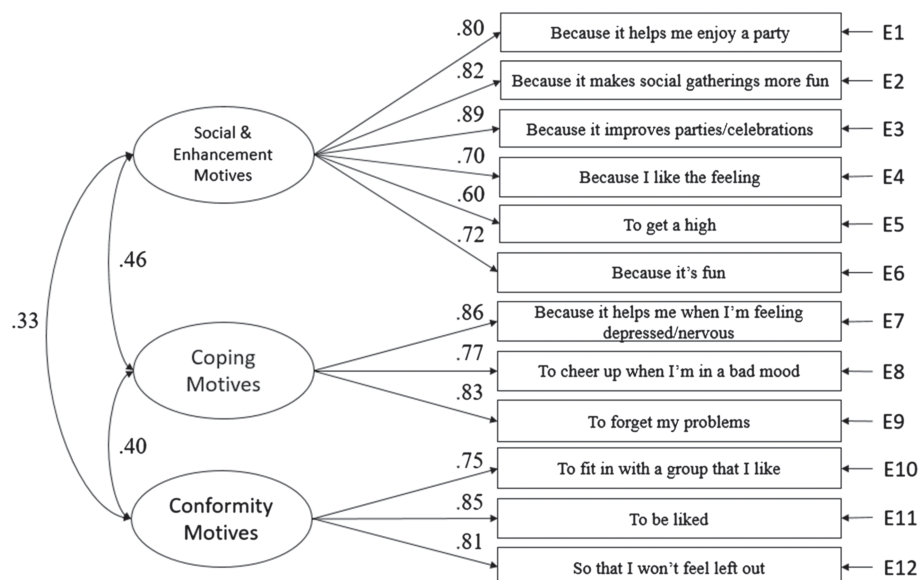 .80
Because it helps me enjoy a party
E1
.82
Because it makes social gatherings more fun
E2
.89
Because it improves parties/celebrations
E3
Social &
Enhancement
Motives
.70
Because I like the feeling
E4
.60
To get a high
E5
.72
Because it’s fun
E6
.46
.33
.86
Because it helps me when I’m feeling
depressed/nervous
E7
Coping
Motives
.77
To cheer up when I’m in a bad mood
E8
.83
To forget my problems
E9
.40
.75
To fit in with a group that I like
E10
Conformity
Motives
.85
To be liked
E11
.81
So that I won’t feel left out
E12